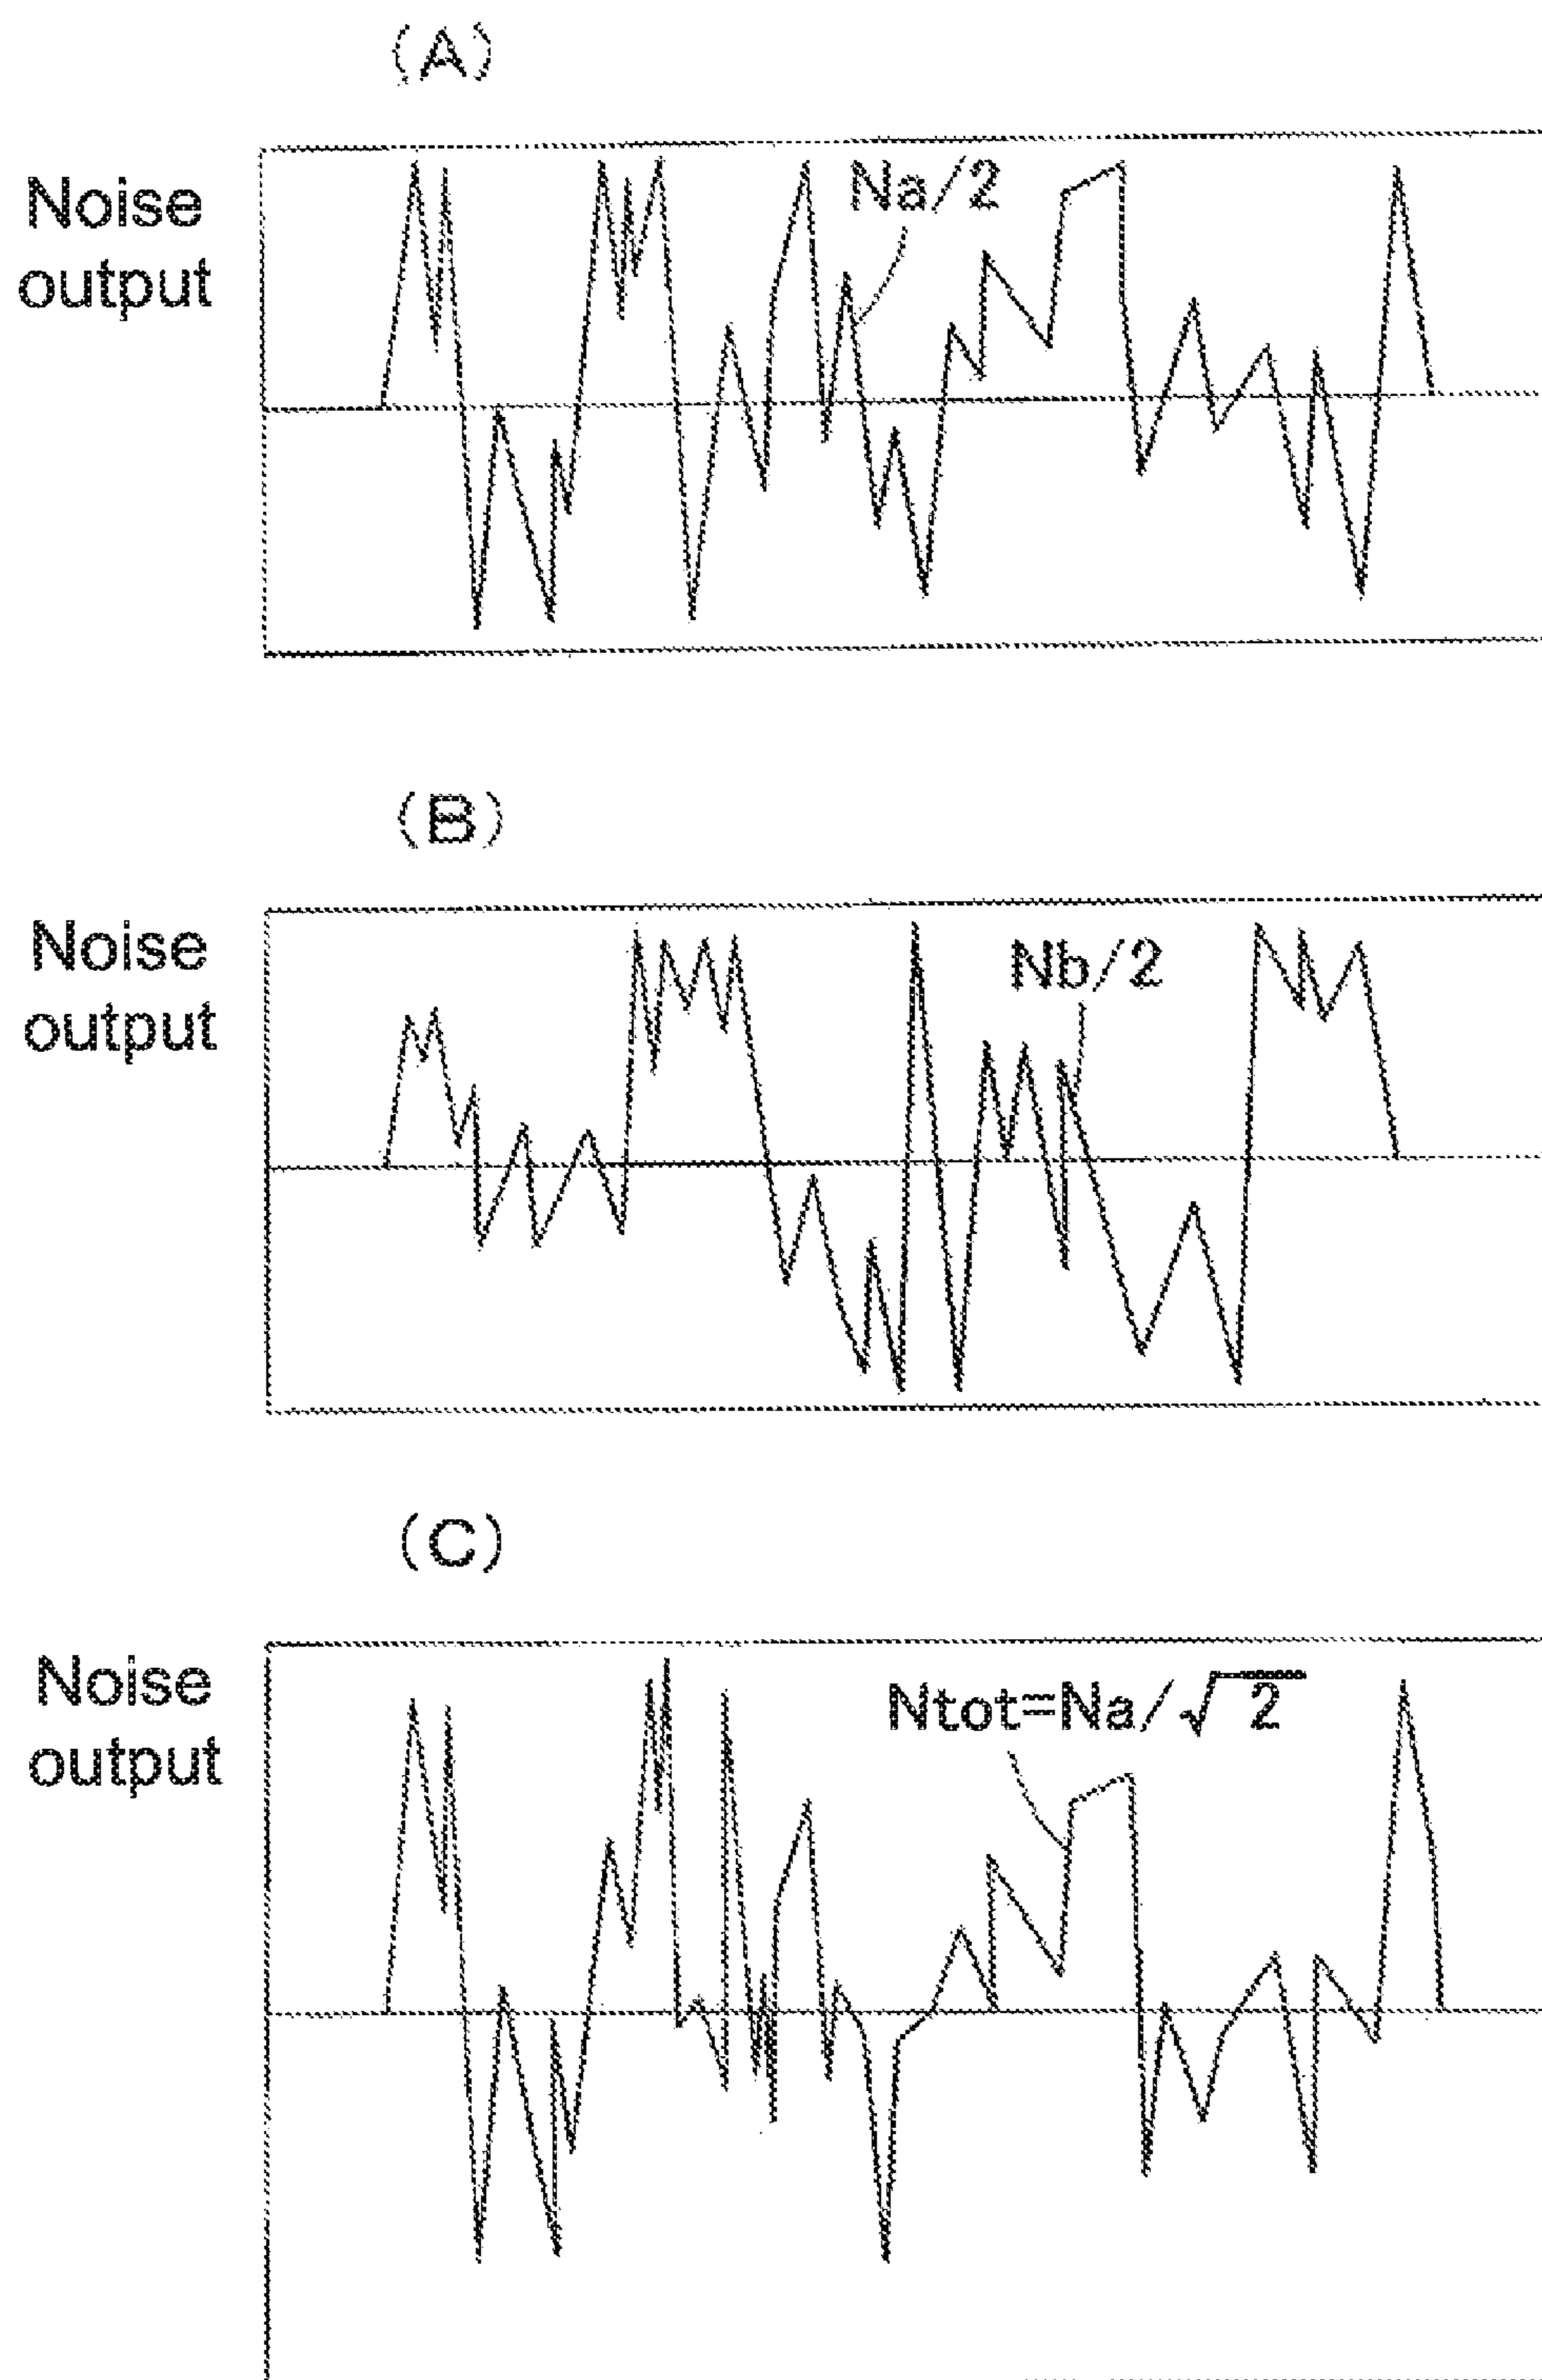 (A)
Noise
output
Na/2
(B)
Noise
output
Nb/2
(C)
Noise
output
Ntot=Na/√2